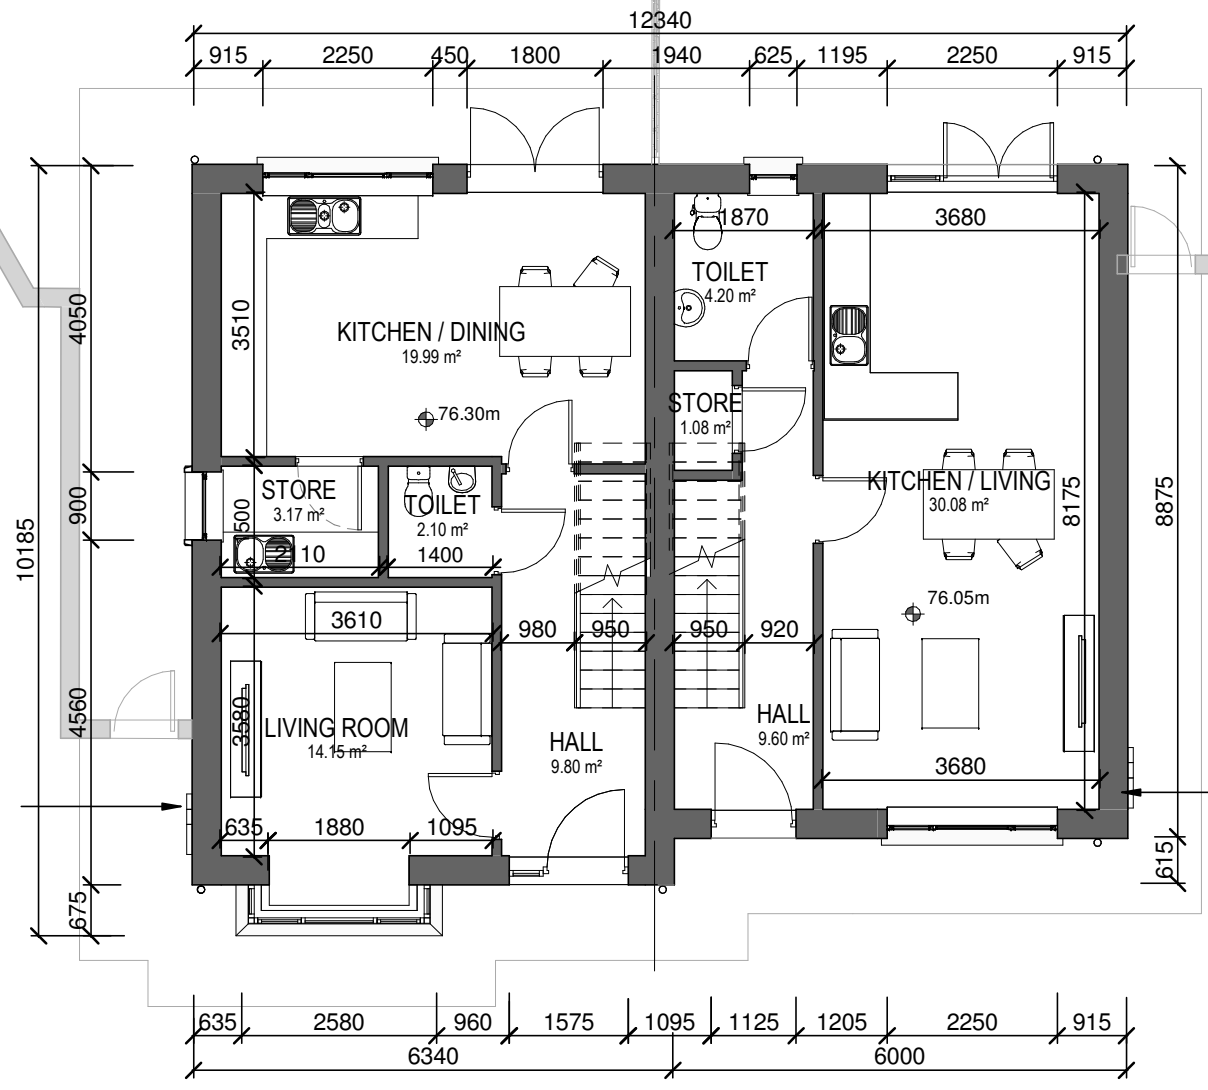 12340
915 2250 450 1800 1940 625 1195 2250 915
1870 3680
TOILET
4.20 m²
4050
3510
KITCHEN / DINING
19.99 m²
STORE
1.08 m²
76.30m
KITCHEN / LIVING
30.08 m²
STORE
3.17 m²
TOILET
2.10 m²
900
8175
8875
10185
1400
76.05m
3610
980 950 950 920
4560
3580
LIVING ROOM
14.15 m²
HALL
9.80 m²
HALL
9.60 m²
3680
635 1880 1095
675
615
635 2580 960 1575 1095 1125 1205 2250 915
6340 6000